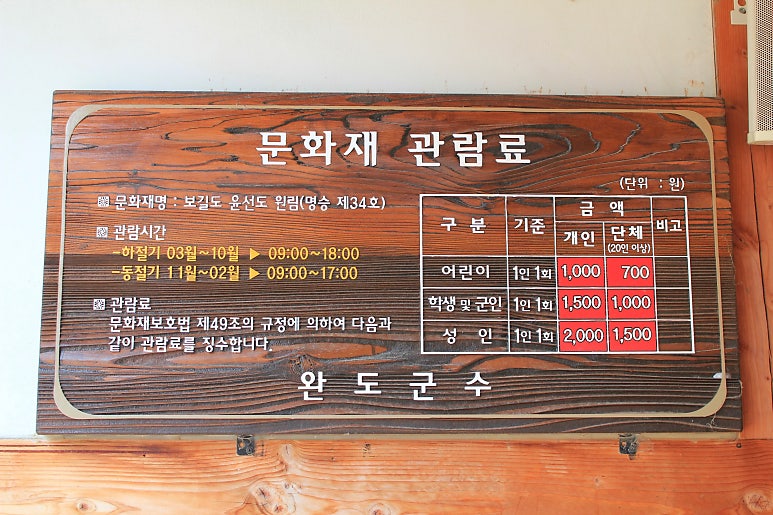 문화재 관람료
(단위 : 원)
▣ 문화재명 : 보길도 윤선도 원림(명승 제34호)
▣ 관람시간
-하절기 03월~10월 ▶ 09:00~18:00
-동절기 11월~02월 ▶ 09:00~17:00
▣ 관람료
문화재보호법 제49조의 규정에 의하여 다음과
같이 관람료를 징수합니다.
구 분 기준 금 액 비고
개인 단체
(20인 이상)
어린이 1인 1회 1,000 700
학생 및 군인 1인 1회 1,500 1,000
성 인 1인 1회 2,000 1,500
완 도 군 수